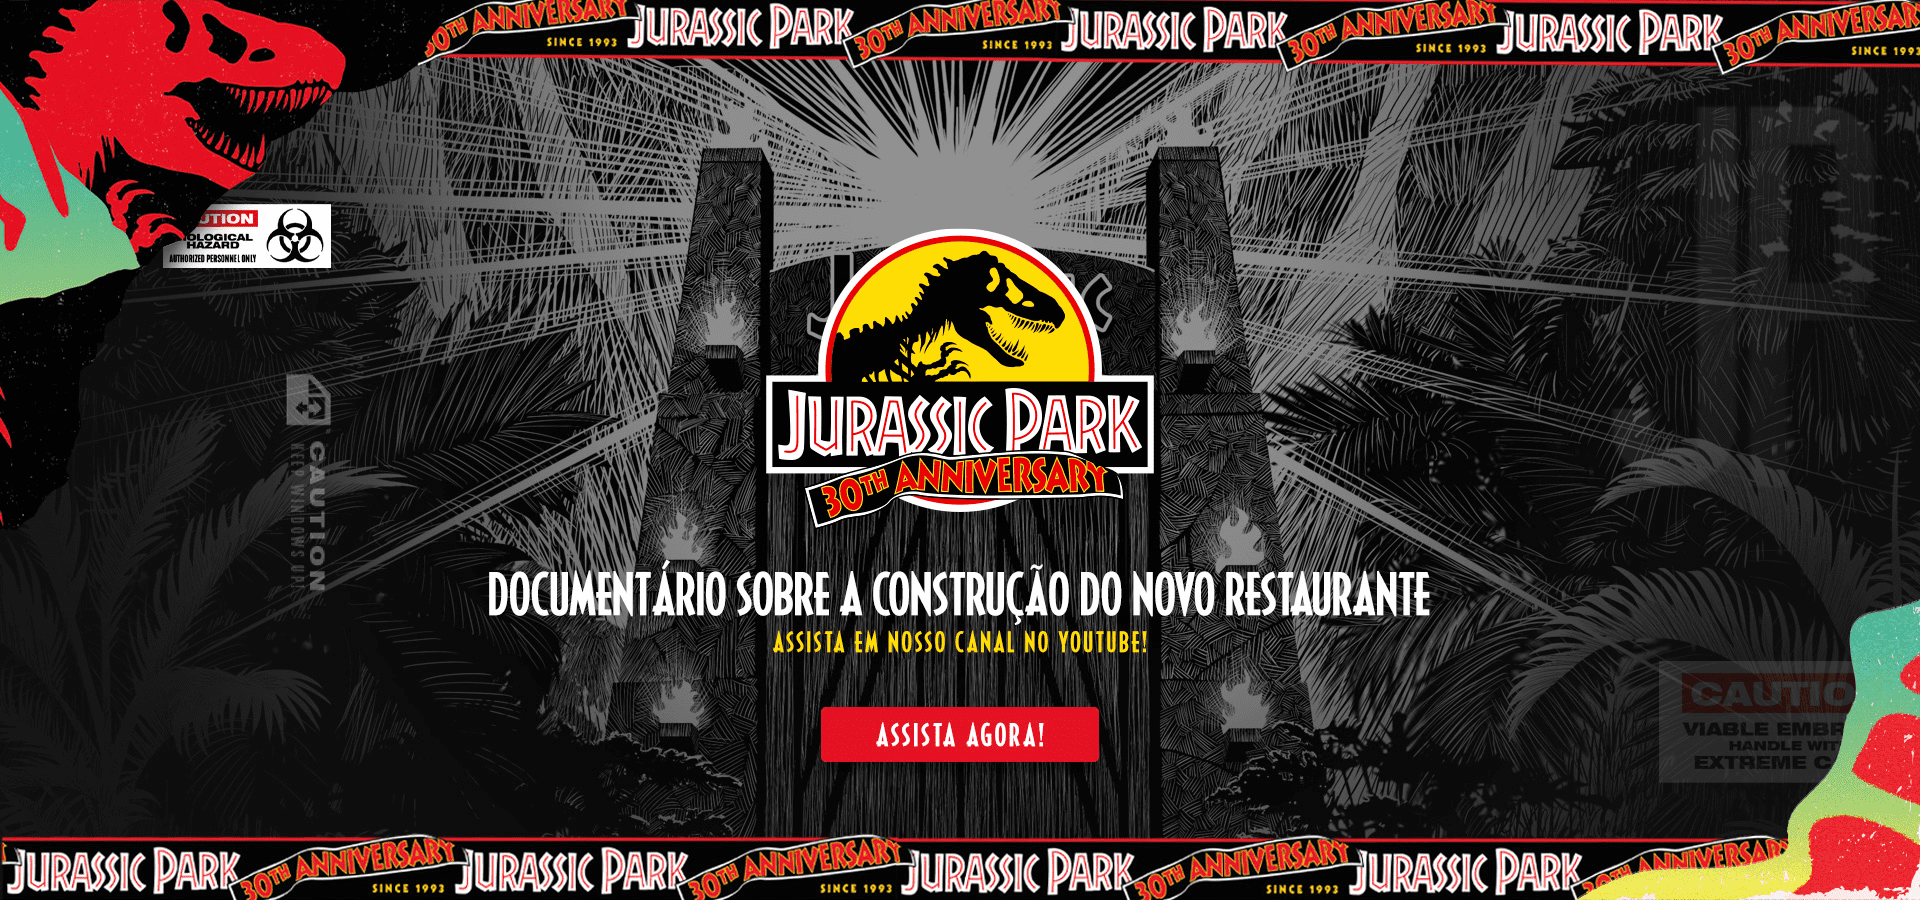 30TH ANNIVERSARY
SINCE 1993
JURASSIC PARK
30TH ANNIVERSARY
SINCE 1993
JURASSIC PARK
30TH ANNIVERSARY
SINCE 1993
JURASSIC PARK
30TH ANNIVERSARY
SINCE 1993
HAZARD
AUTHORIZED PERSONNEL ONLY
JURASSIC PARK
30TH ANNIVERSARY
CAUTION
KEEP WINDOWS UP!
DOCUMENTÁRIO SOBRE A CONSTRUÇÃO DO NOVO RESTAURANTE
ASSISTA EM NOSSO CANAL NO YOUTUBE!
ASSISTA AGORA!
CAUTIO
VIABLE EMBR
HANDLE WIT
EXTREME C
JURASSIC PARK
30TH ANNIVERSARY
SINCE 1993
JURASSIC PARK
30TH ANNIVERSARY
SINCE 1993
JURASSIC PARK
30TH ANNIVERSARY
SINCE 1993
JURASSIC PARK
30TH ANNIVERSARY